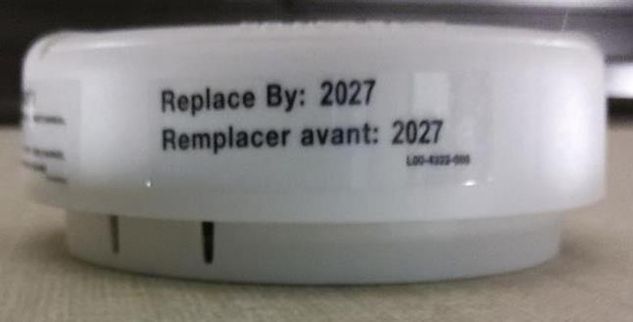 Replace By: 2027
Remplacer avant: 2027